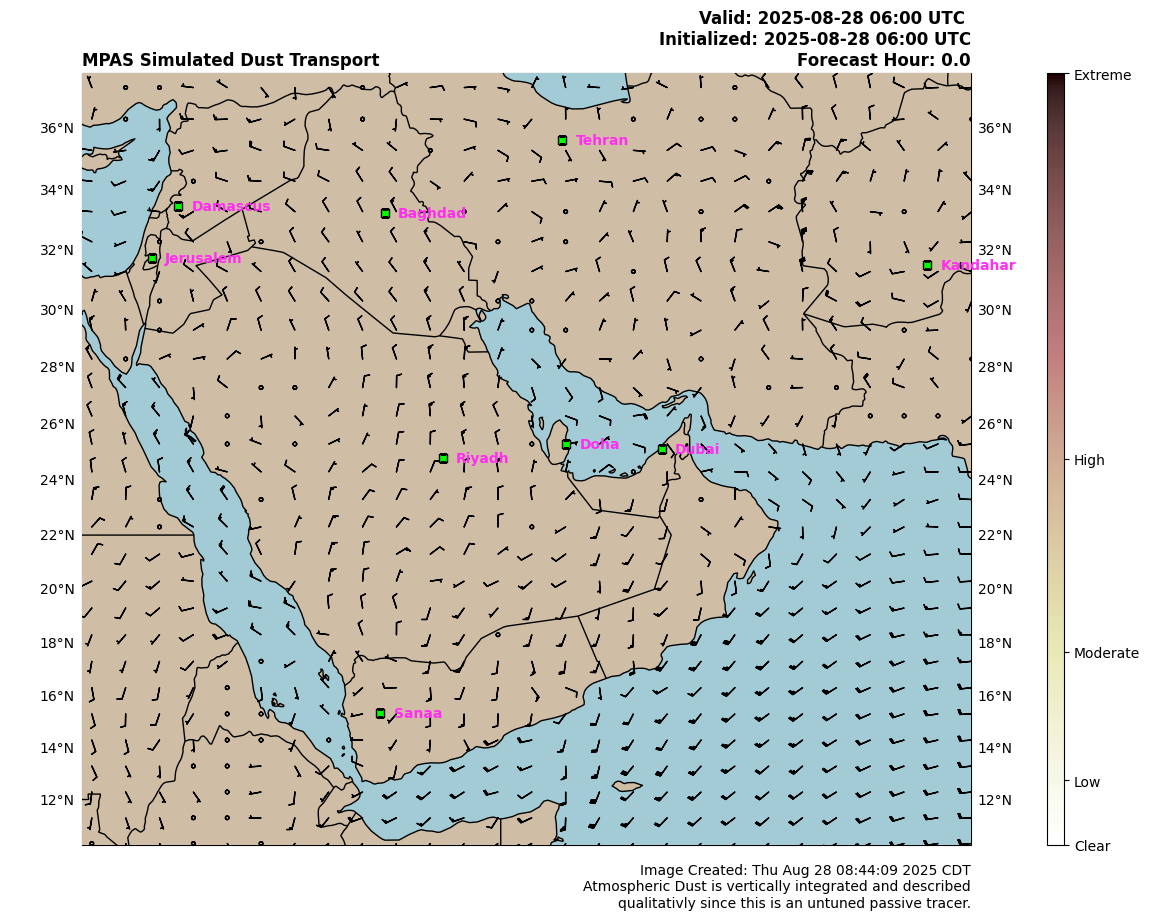 Valid: 2025-08-28 06:00 UTC
Initialized: 2025-08-28 06:00 UTC
MPAS Simulated Dust Transport
Forecast Hour: 0.0
Extreme
36°N
36°N
Tehran
34°N
34°N
Damascus
Baghdad
32°N
32°N
Jerusalem
Kandahar
30°N
30°N
28°N
28°N
26°N
26°N
Doha
Dubai
Riyadh
High
24°N
24°N
22°N
22°N
20°N
20°N
18°N
18°N
Moderate
16°N
16°N
Sanaa
14°N
14°N
Low
12°N
12°N
Clear
Image Created: Thu Aug 28 08:44:09 2025 CDT
Atmospheric Dust is vertically integrated and described
qualitativly since this is an untuned passive tracer.